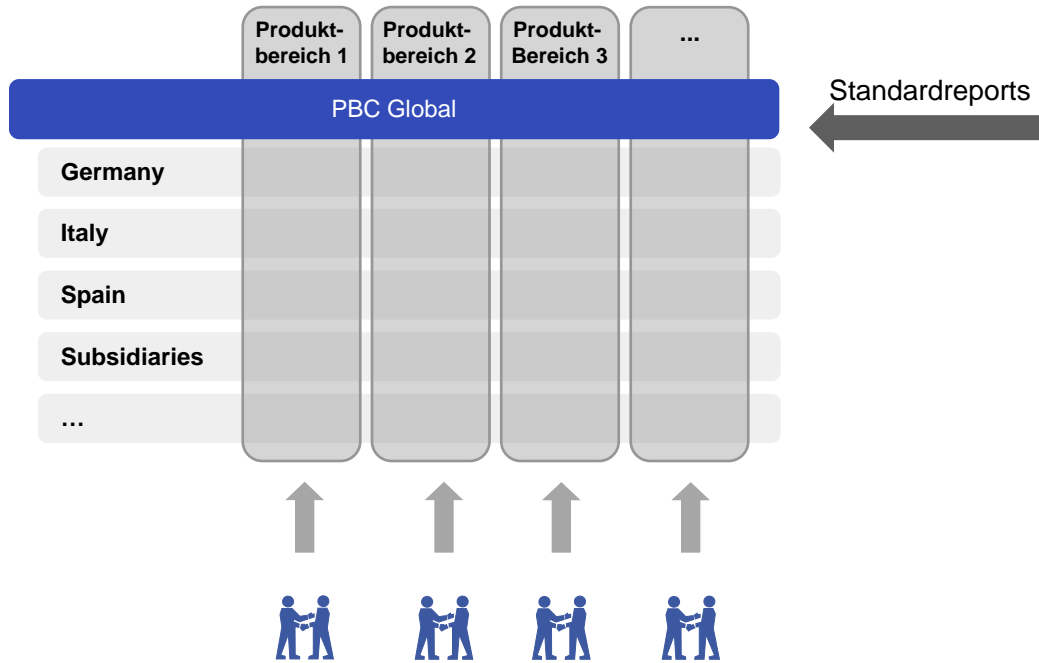 Produkt-
bereich 1
Produkt-
bereich 2
Produkt-
Bereich 3
...
PBC Global
Standardreports
Germany
Italy
Spain
Subsidiaries
…